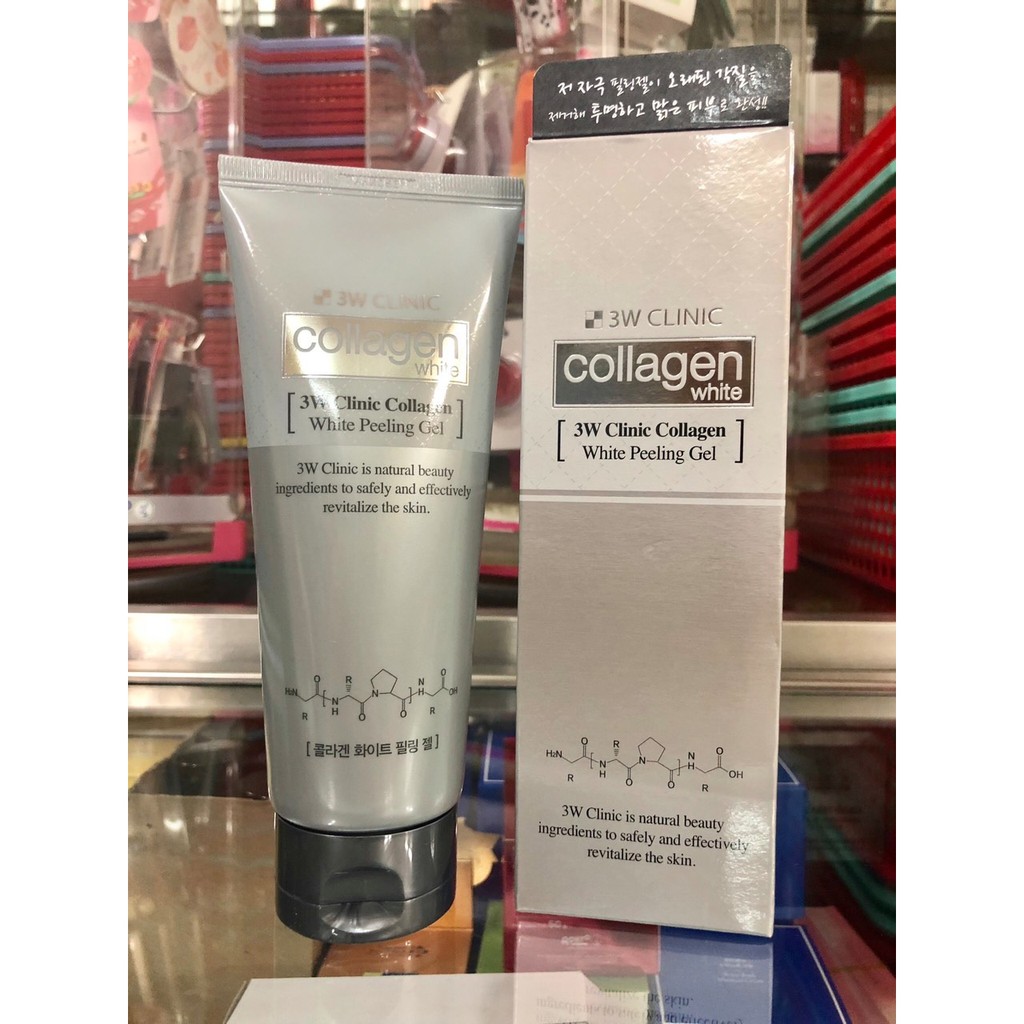 3W CLINIC
collagen
white
[ 3W Clinic Collagen
White Peeling Gel ]
3W Clinic is natural beauty
ingredients to safely and effectively
revitalize the skin.
H₂N O R N H R O N O N H R O OH
[ 콜라겐 화이트 필링 젤 ]
저 자극 필링젤이 오래된 각질을
제거해 투명하고 맑은 피부로 완성!!
3W CLINIC
collagen
white
[ 3W Clinic Collagen
White Peeling Gel ]
H₂N O R N H R O N O N H R O OH
3W Clinic is natural beauty
ingredients to safely and effectively
revitalize the skin.